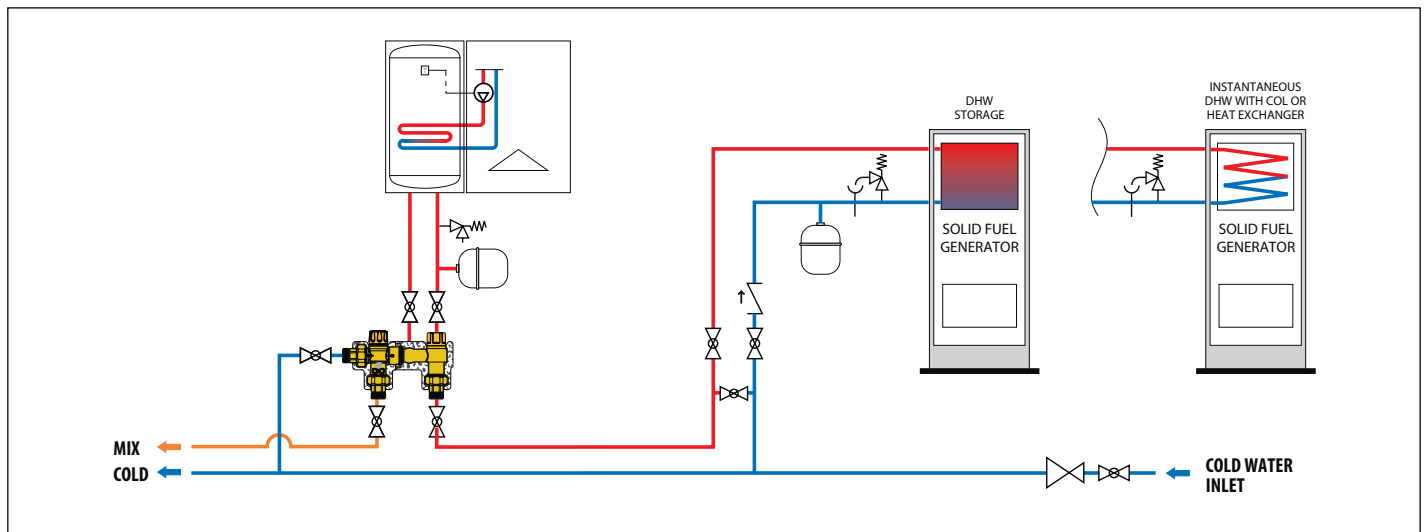 DHW
STORAGE
INSTANTANEOUS
DHW WITH COL OR
HEAT EXCHANGER
T
SOLID FUEL
GENERATOR
SOLID FUEL
GENERATOR
MIX
COLD
COLD WATER
INLET